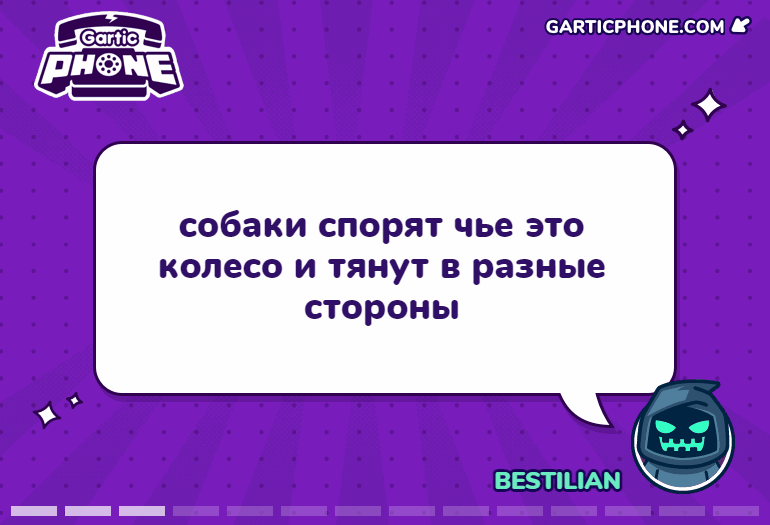 Gartic
PHONE
GARTICPHONE.COM
собаки спорят чье это
колесо и тянут в разные
стороны
BESTILIAN